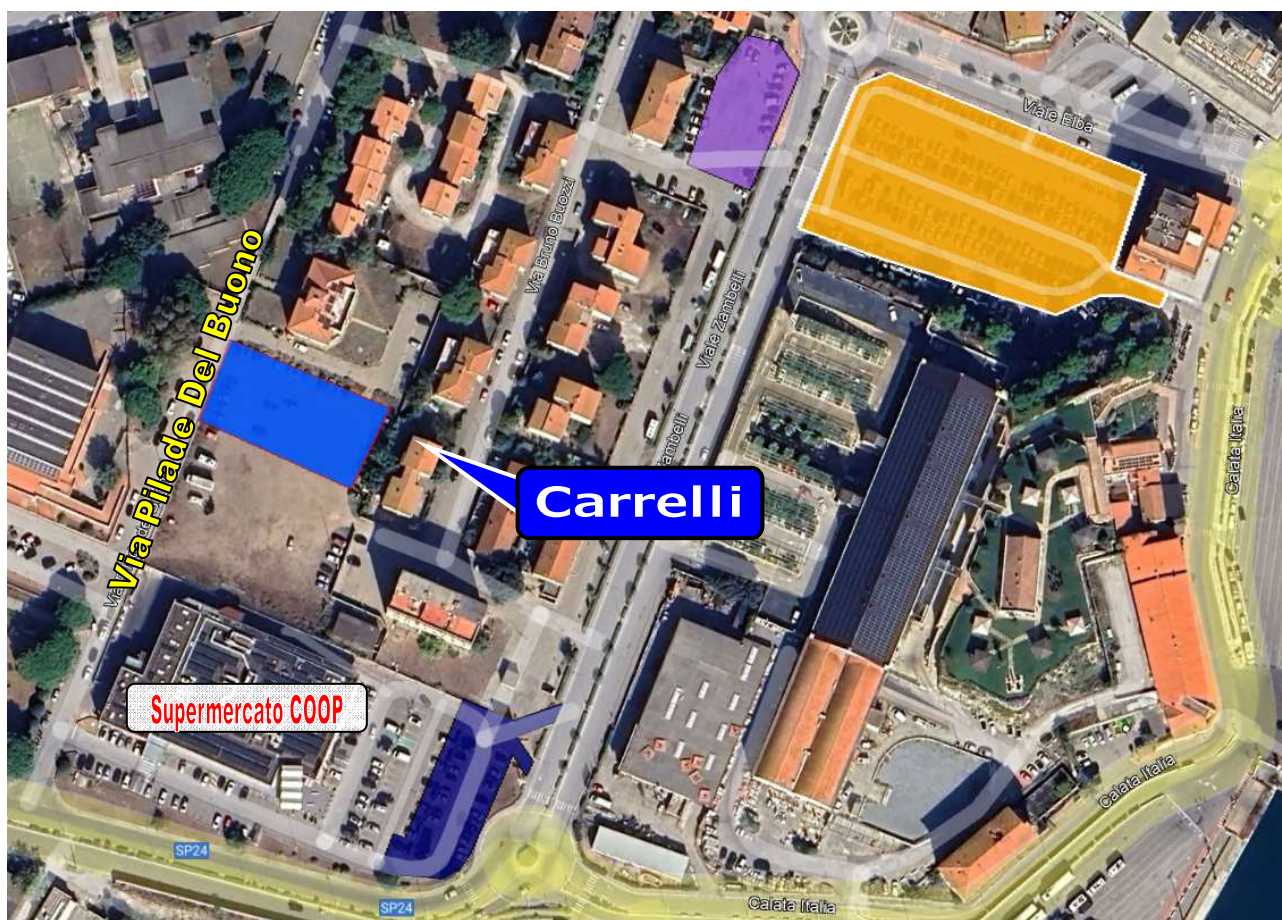 Viale Elba
Via Bruno Buozzi
Via Pilade Del Buono
Viale Zambelli
Zambelli
Calata Italia
Carrelli
Supermercato COOP
SP24
SP24
Calata Italia
Calata Italia